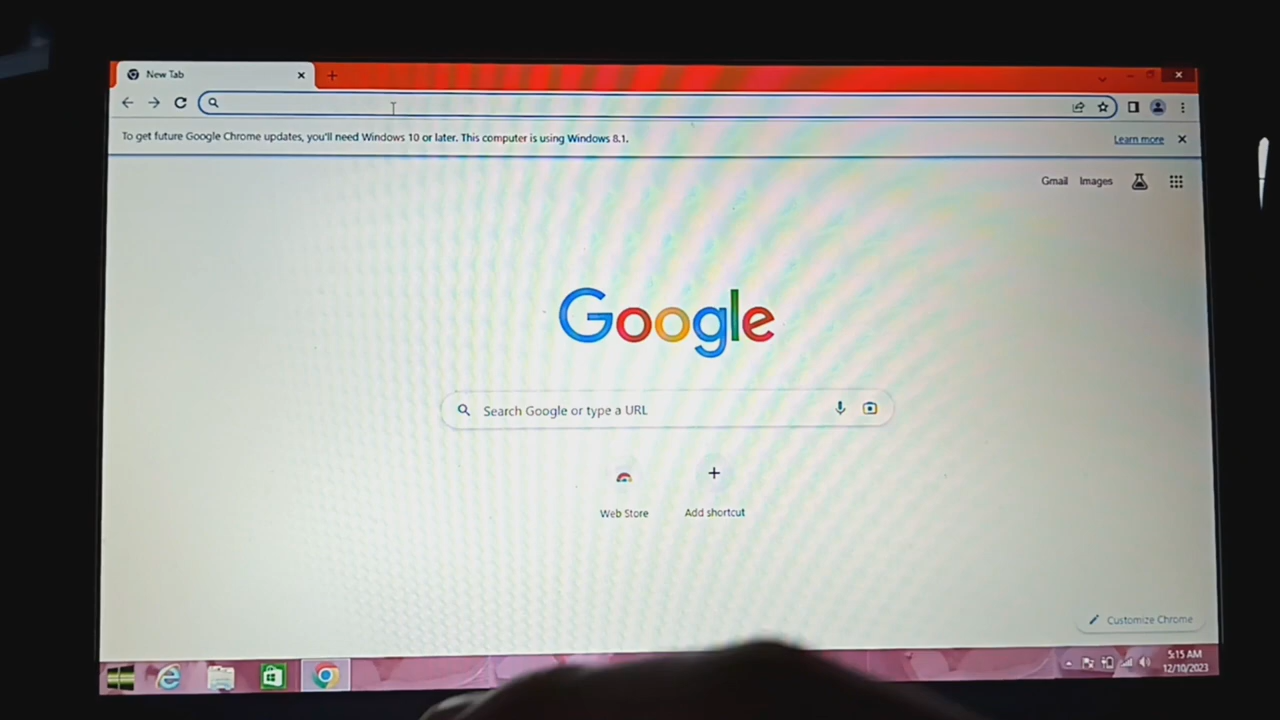 New Tab
To get future Google Chrome updates, you'll need Windows 10 or later. This computer is using Windows 8.1.
Learn more
Gmail Images
Google
Search Google or type a URL
Web Store Add shortcut
Customize Chrome
5:15 AM
12/10/2023